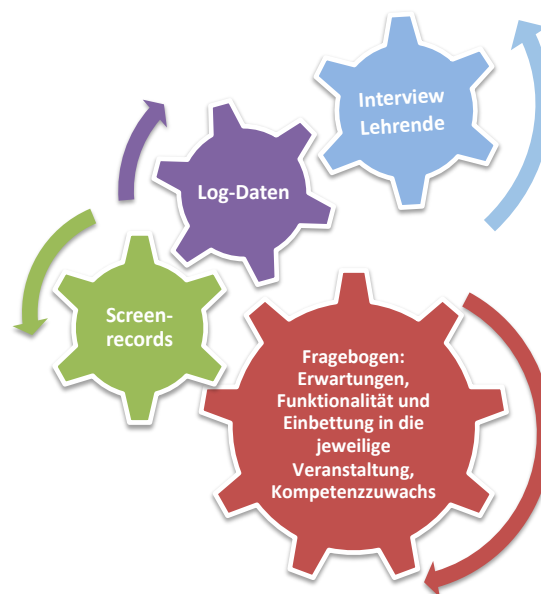 Interview
Lehrende
Log-Daten
Screen-
records
Fragebogen:
Erwartungen,
Funktionalität und
Einbettung in die
jeweilige
Veranstaltung,
Kompetenzzuwachs